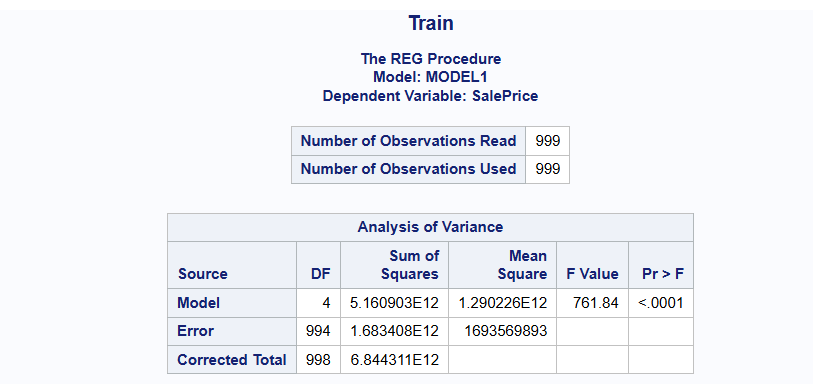 Train
The REG Procedure
Model: MODEL1
Dependent Variable: SalePrice
Number of Observations Read 999
Number of Observations Used 999
Analysis of Variance
Source DF Sum of Squares Mean Square F Value Pr > F
Model 4 5.160903E12 1.290226E12 761.84 <.0001
Error 994 1.683408E12 1693569893
Corrected Total 998 6.844311E12